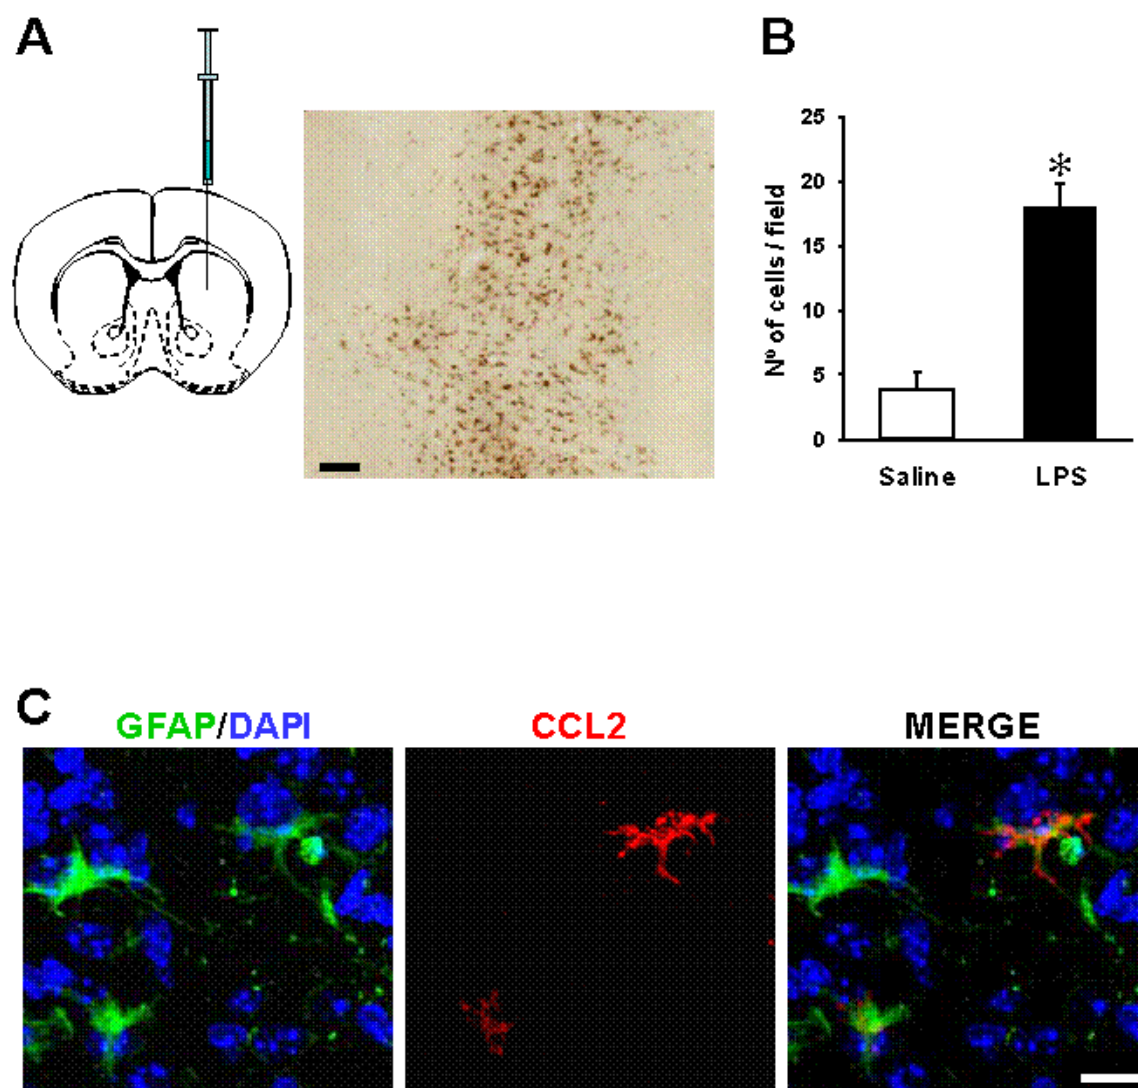 A
B
25
20
15
10
5
0
Nº of cells / field
*
Saline
LPS
C
GFAP/DAPI
CCL2
MERGE